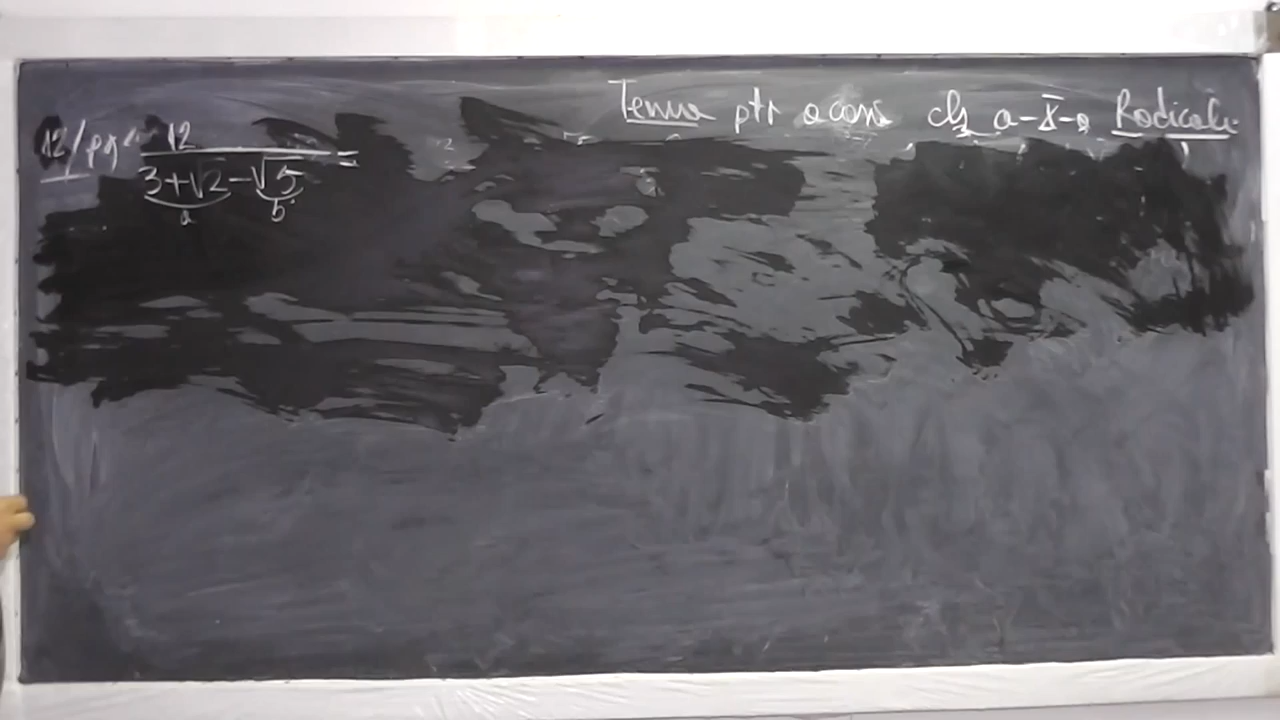 Tema ptr acasă cls a-X-a Radicali
12/pg
12
3+√2-√5 =
a b